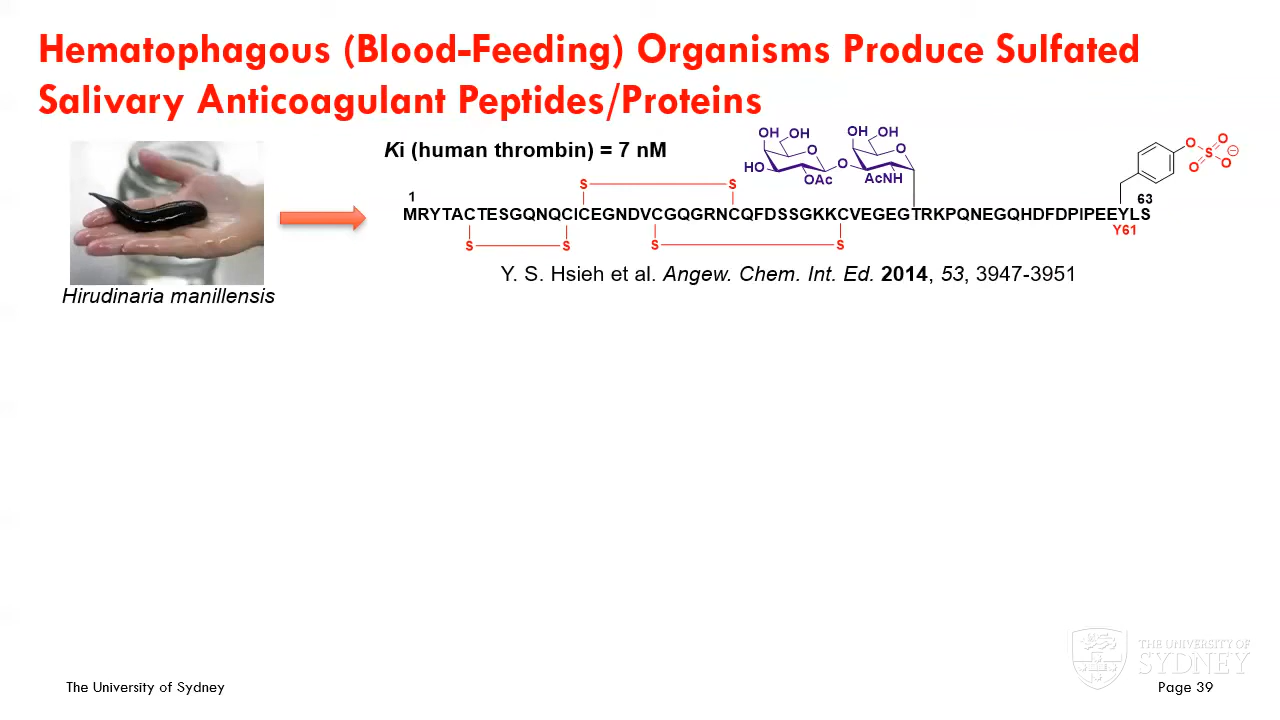 Hematophagous (Blood-Feeding) Organisms Produce Sulfated
Salivary Anticoagulant Peptides/Proteins
Ki (human thrombin) = 7 nM
OH OH
HO
O
OAc
O
OH OH
O
AcNH
O
S
O
O
O
⊖
S S
1
63
MRYTACTESGQNQCICEGNDVCGQGRNCQFDSSGKKCVEGEGTRKPQNEGQHDFDPIPEEYLS
Y61
S S
S S
Y. S. Hsieh et al. Angew. Chem. Int. Ed. 2014, 53, 3947-3951
Hirudinaria manillensis
THE UNIVERSITY OF
SYDNEY
The University of Sydney
Page 39